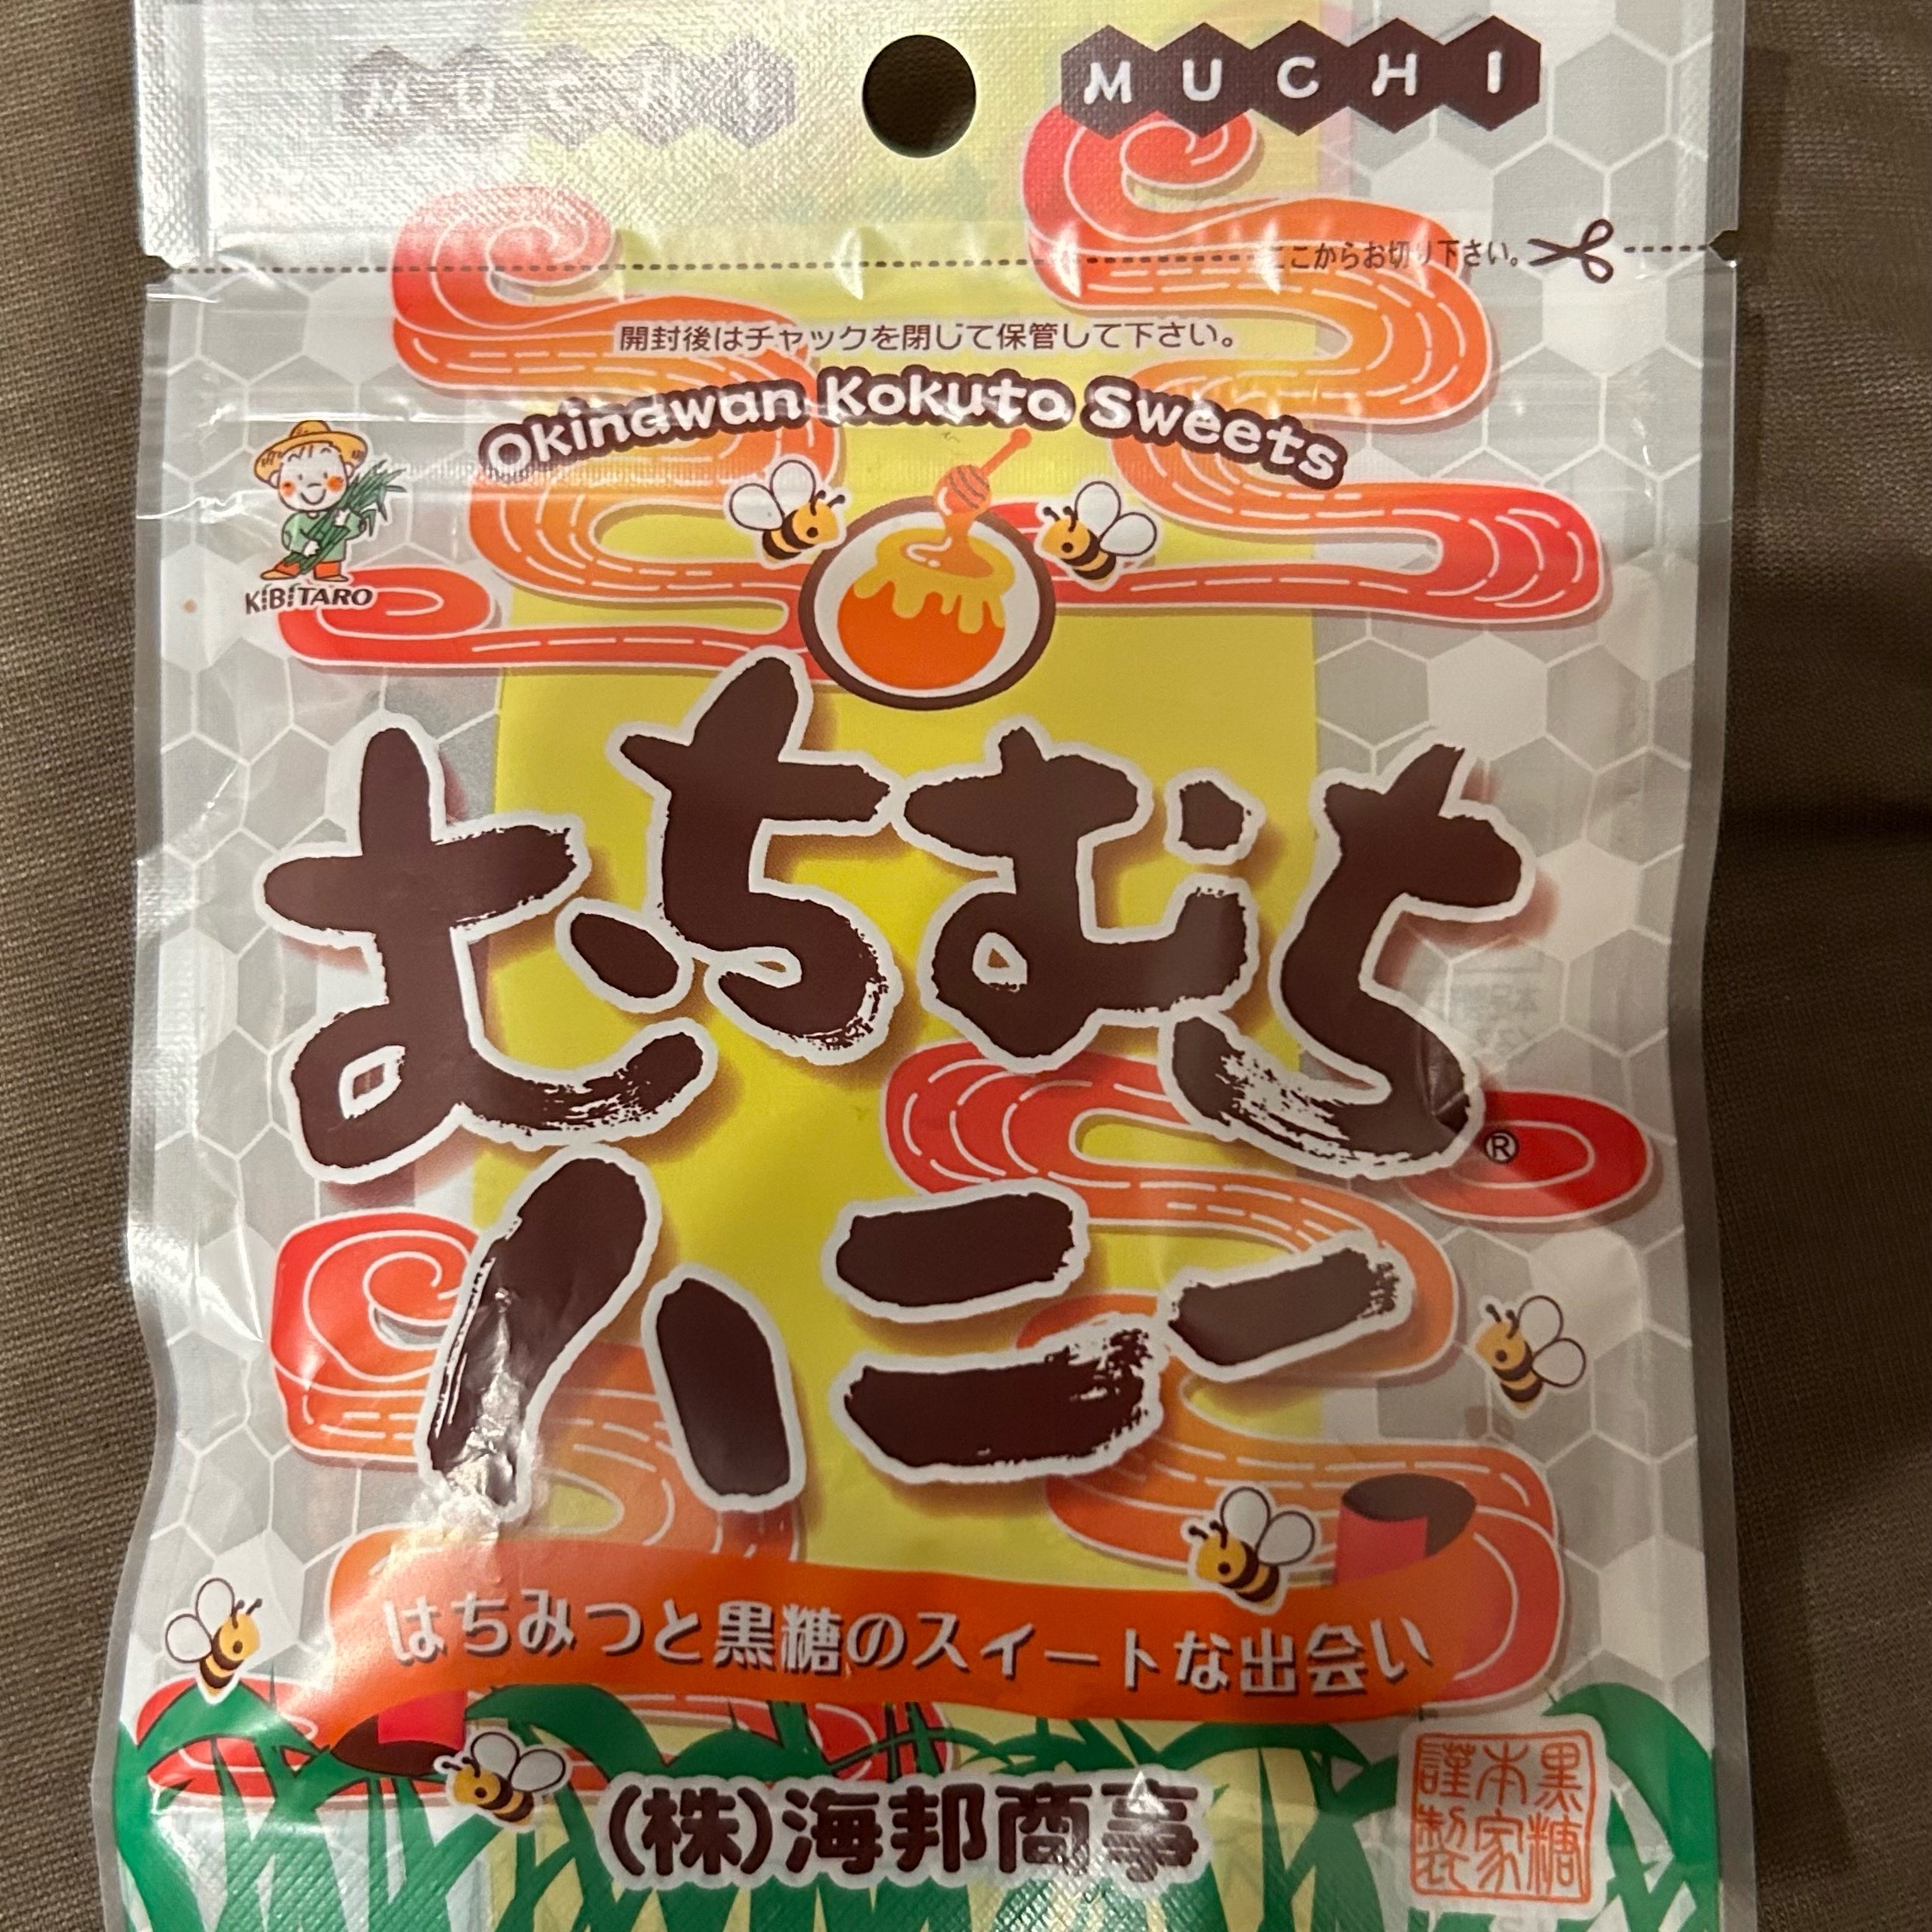 MUCHI MUCHI
ここからお切り下さい。
開封後はチャックを閉じて保管して下さい。
Okinawan Kokuto Sweets
KIBITARO
むちむち®
ハニー
はちみつと黒糖のスイートな出会い
(株)海邦商事
黒糖
本家
謹製